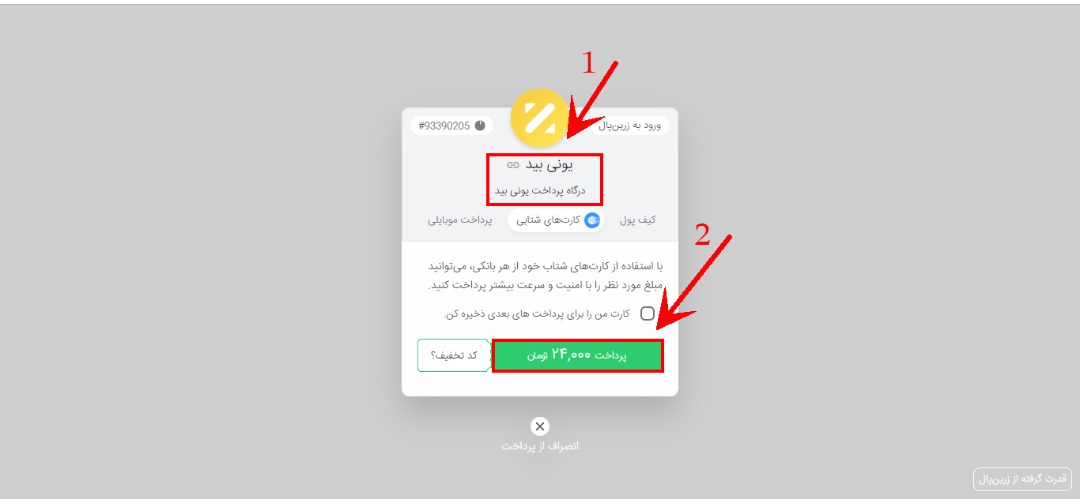 1
#93390205
ورود به زرین‌پال
یونی بید
درگاه پرداخت یونی بید
کیف پول
کارت‌های شتابی
پرداخت موبایلی
2
با استفاده از کارت‌های شتاب خود از هر بانکی، می‌توانید
مبلغ مورد نظر را با امنیت و سرعت بیشتر پرداخت کنید.
کارت من را برای پرداخت های بعدی ذخیره کن.
پرداخت ۲۴,۰۰۰ تومان
کد تخفیف؟
انصراف از پرداخت
قدرت گرفته از زرین‌پال